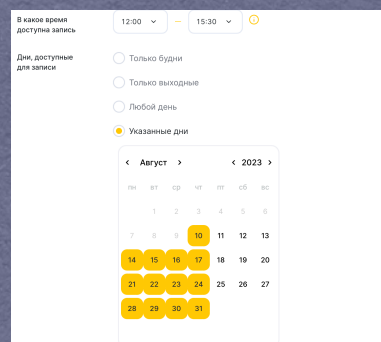 В какое время
доступна запись
12:00 — 15:30
Дни, доступные
для записи
Только будни
Только выходные
Любой день
Указанные дни
Август 2023
пн вт ср чт пт сб вс
1 2 3 4 5 6
7 8 9 10 11 12 13
14 15 16 17 18 19 20
21 22 23 24 25 26 27
28 29 30 31